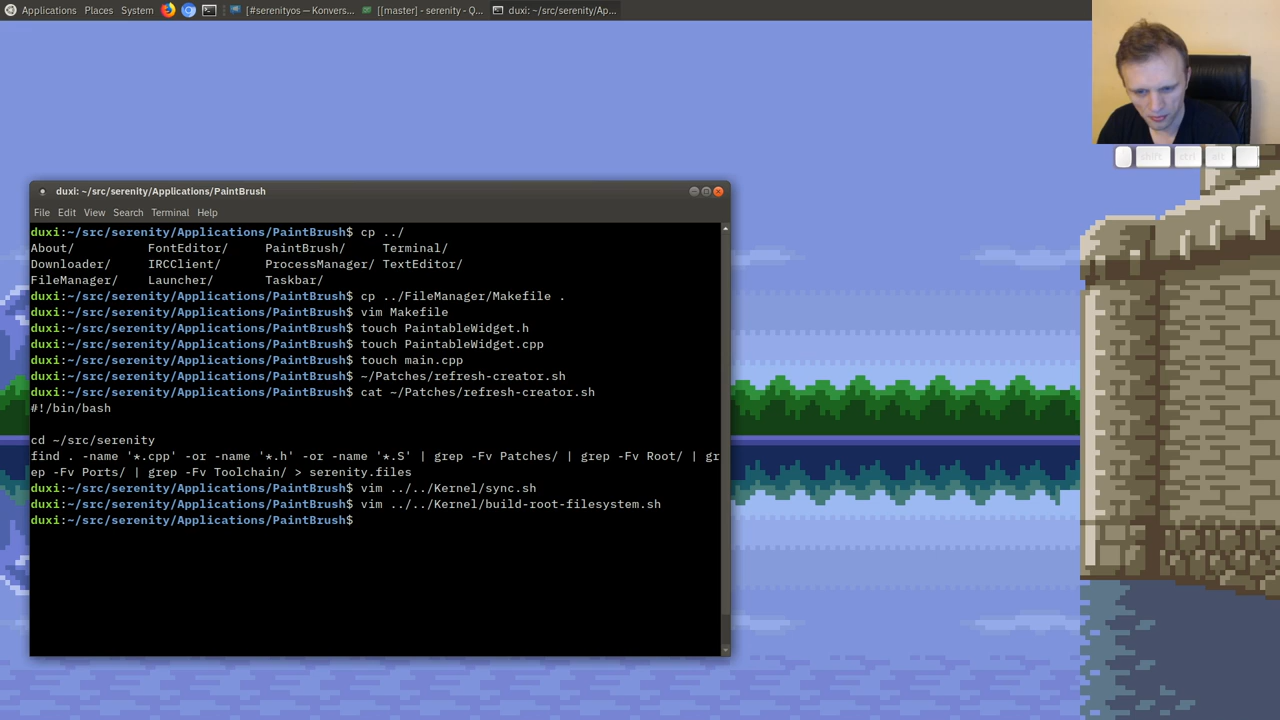 Applications Places System [#serenityos — Konvers... [[master] - serenity - Q... duxi: ~/src/serenity/Ap...
shift ctrl alt
duxi: ~/src/serenity/Applications/PaintBrush
File Edit View Search Terminal Help
duxi:~/src/serenity/Applications/PaintBrush$ cp ../
About/ FontEditor/ PaintBrush/ Terminal/
Downloader/ IRCClient/ ProcessManager/ TextEditor/
FileManager/ Launcher/ Taskbar/
duxi:~/src/serenity/Applications/PaintBrush$ cp ../FileManager/Makefile .
duxi:~/src/serenity/Applications/PaintBrush$ vim Makefile
duxi:~/src/serenity/Applications/PaintBrush$ touch PaintableWidget.h
duxi:~/src/serenity/Applications/PaintBrush$ touch PaintableWidget.cpp
duxi:~/src/serenity/Applications/PaintBrush$ touch main.cpp
duxi:~/src/serenity/Applications/PaintBrush$ ~/Patches/refresh-creator.sh
duxi:~/src/serenity/Applications/PaintBrush$ cat ~/Patches/refresh-creator.sh
#!/bin/bash
cd ~/src/serenity
find . -name '*.cpp' -or -name '*.h' -or -name '*.S' | grep -Fv Patches/ | grep -Fv Root/ | gr
ep -Fv Ports/ | grep -Fv Toolchain/ > serenity.files
duxi:~/src/serenity/Applications/PaintBrush$ vim ../../Kernel/sync.sh
duxi:~/src/serenity/Applications/PaintBrush$ vim ../../Kernel/build-root-filesystem.sh
duxi:~/src/serenity/Applications/PaintBrush$